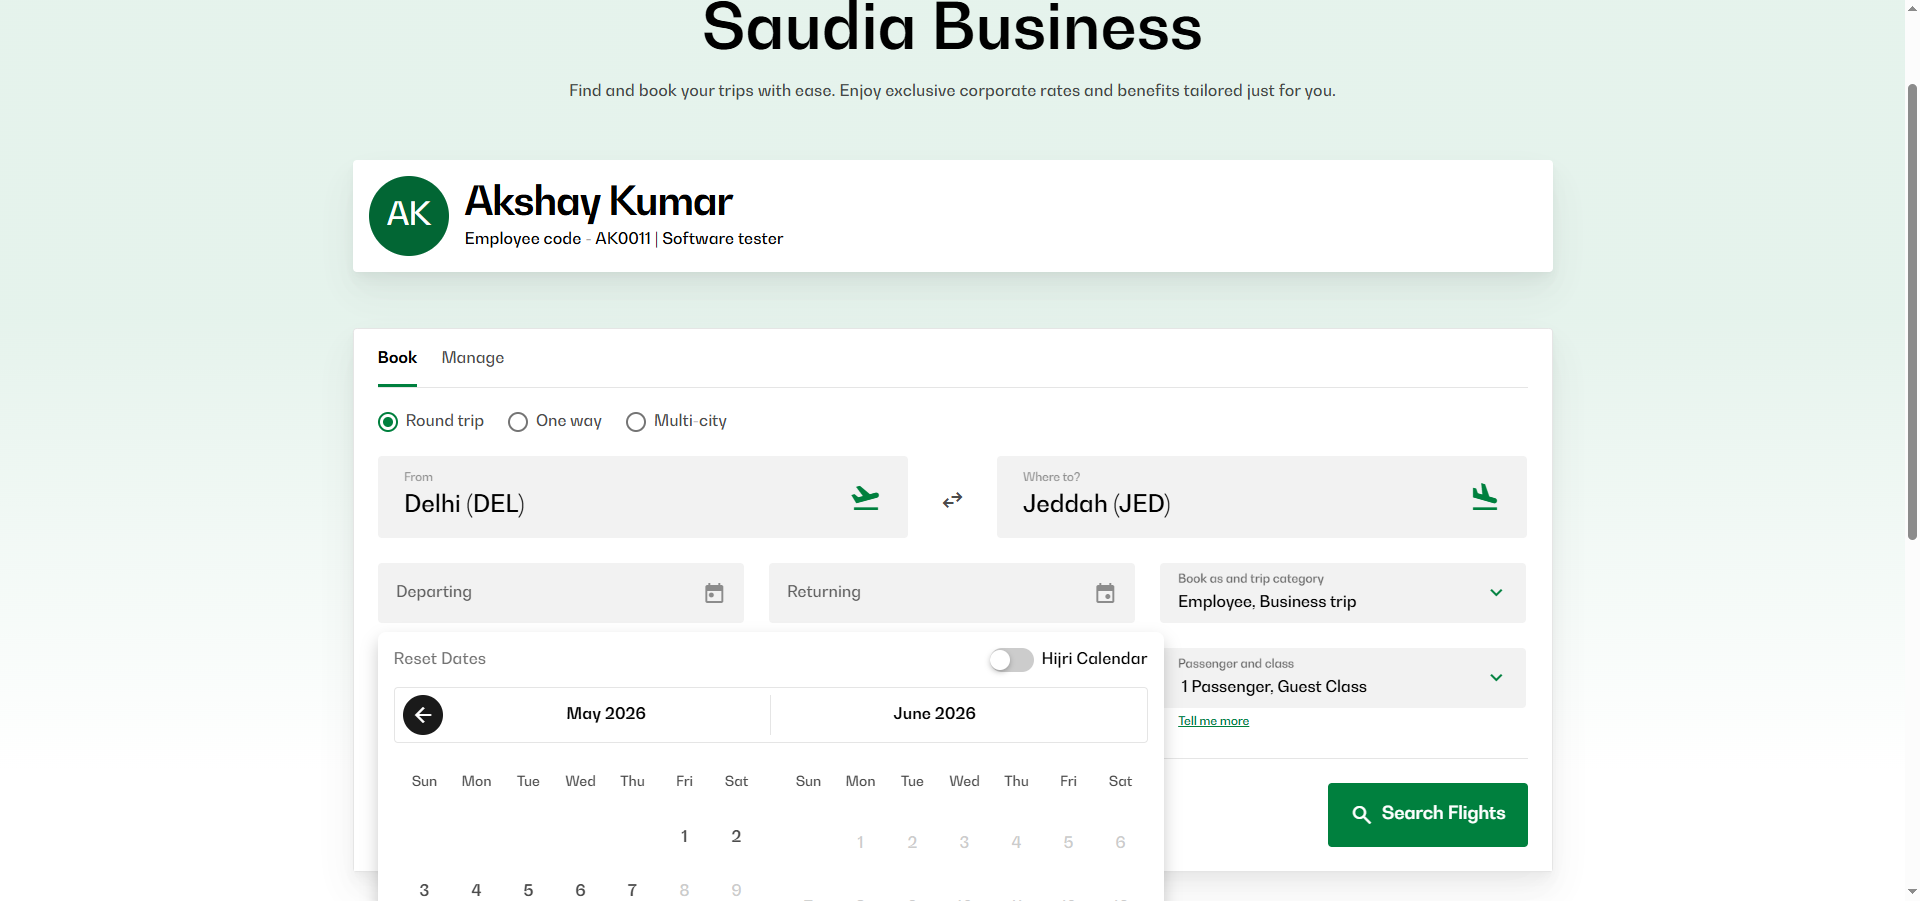 Saudia Business
Find and book your trips with ease. Enjoy exclusive corporate rates and benefits tailored just for you.
AK
Akshay Kumar
Employee code - AK0011 | Software tester
Book Manage
Round trip One way Multi-city
From
Delhi (DEL)
Where to?
Jeddah (JED)
Departing
Returning
Book as and trip category
Employee, Business trip
Reset Dates
Hijri Calendar
Passenger and class
1 Passenger, Guest Class
Tell me more
May 2026 June 2026
Sun Mon Tue Wed Thu Fri Sat Sun Mon Tue Wed Thu Fri Sat
1 2 1 2 3 4 5 6
3 4 5 6 7 8 9
Search Flights